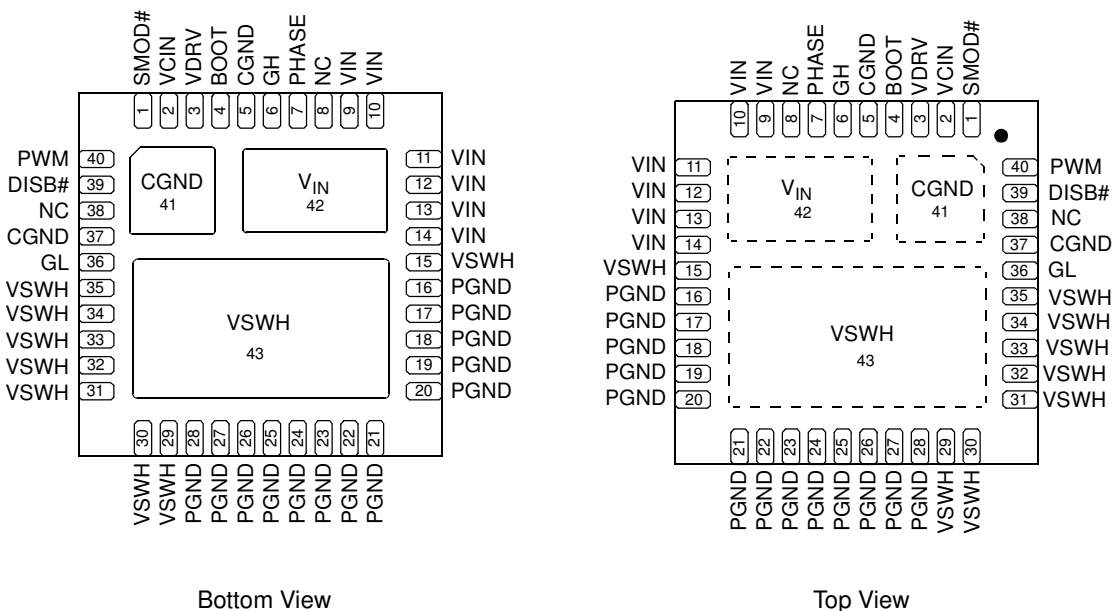 SMOD#
VCIN
VDRV
BOOT
CGND
GH
PHASE
NC
VIN
VIN
1 2 3 4 5 6 7 8 9 10
PWM 40
DISB# 39
NC 38
CGND 37
GL 36
VSWH 35
VSWH 34
VSWH 33
VSWH 32
VSWH 31
CGND
41
VIN
42
VSWH
43
11 VIN
12 VIN
13 VIN
14 VIN
15 VSWH
16 PGND
17 PGND
18 PGND
19 PGND
20 PGND
30 29 28 27 26 25 24 23 22 21
VSWH
VSWH
PGND
PGND
PGND
PGND
PGND
PGND
PGND
PGND
Bottom View
VIN
VIN
NC
PHASE
GH
CGND
BOOT
VDRV
VCIN
SMOD#
10 9 8 7 6 5 4 3 2 1
VIN 11
VIN 12
VIN 13
VIN 14
VSWH 15
PGND 16
PGND 17
PGND 18
PGND 19
PGND 20
VIN
42
CGND
41
VSWH
43
40 PWM
39 DISB#
38 NC
37 CGND
36 GL
35 VSWH
34 VSWH
33 VSWH
32 VSWH
31 VSWH
21 22 23 24 25 26 27 28 29 30
PGND
PGND
PGND
PGND
PGND
PGND
PGND
PGND
VSWH
VSWH
Top View